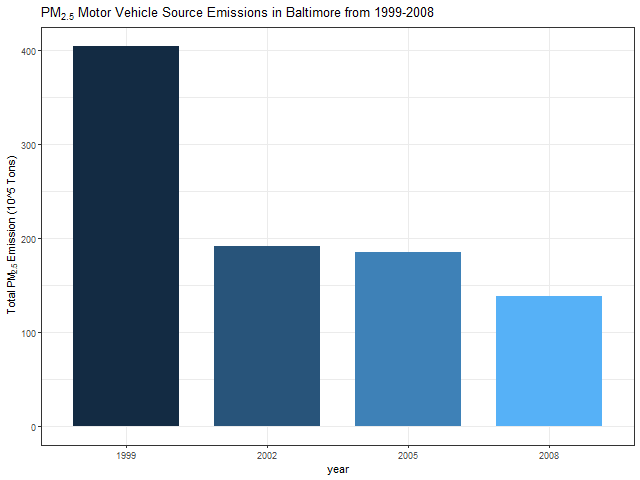 PM2.5 Motor Vehicle Source Emissions in Baltimore from 1999-2008
Total PM2.5 Emission (10^5 Tons)
400
300
200
100
0
1999 2002 2005 2008
year